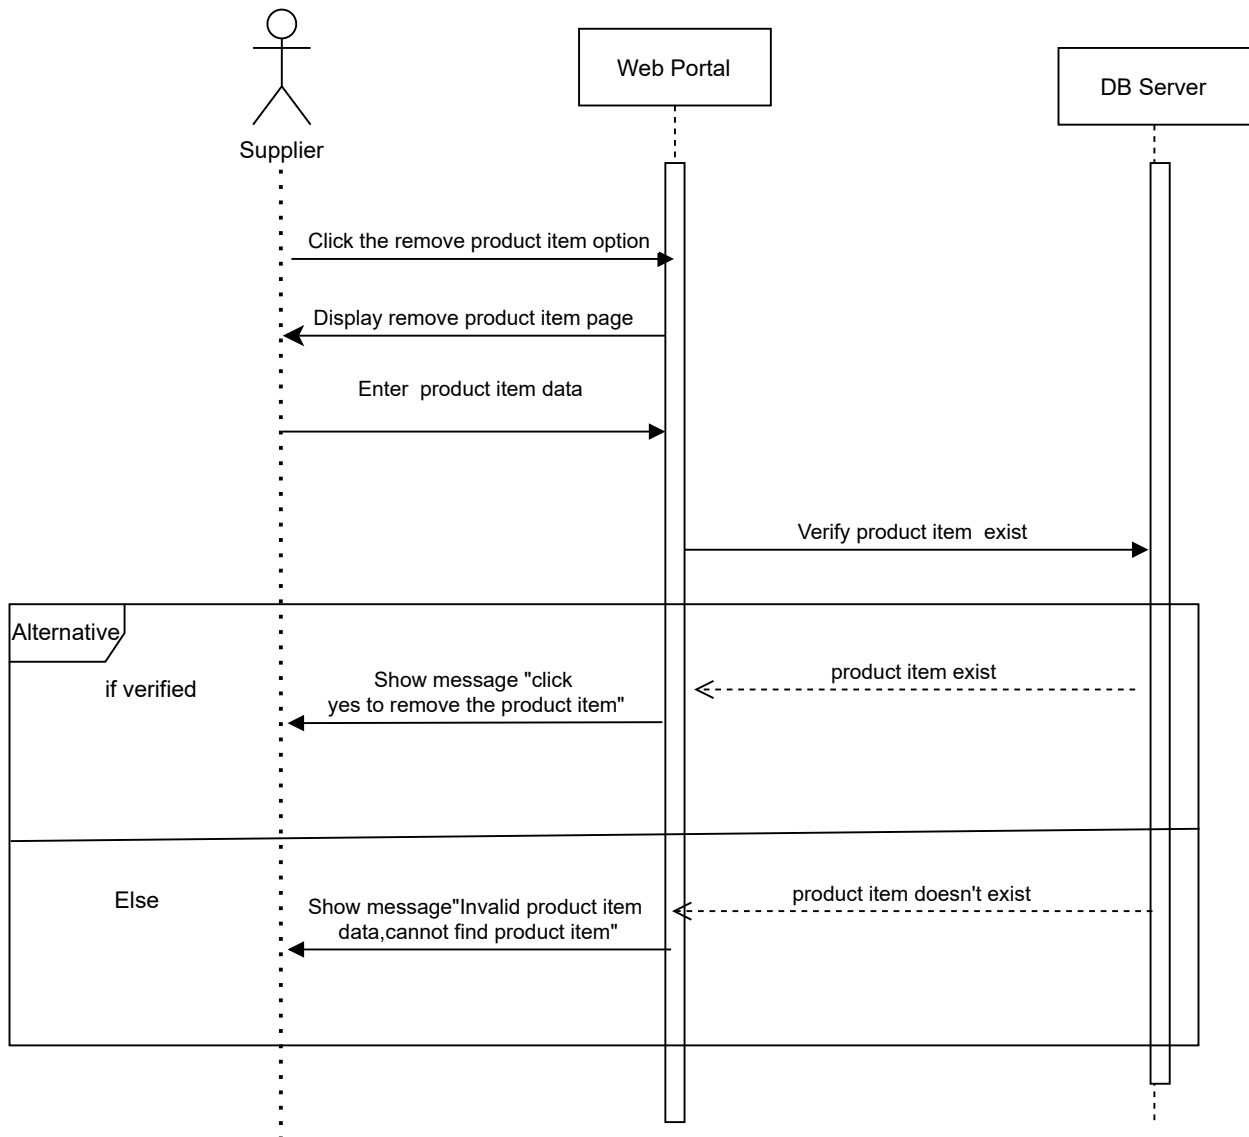 Web Portal
DB Server
Supplier
Click the remove product item option
Display remove product item page
Enter  product item data
Verify product item  exist
Alternative
if verified
Show message "click
yes to remove the product item"
product item exist
Else
Show message"Invalid product item
data,cannot find product item"
product item doesn't exist